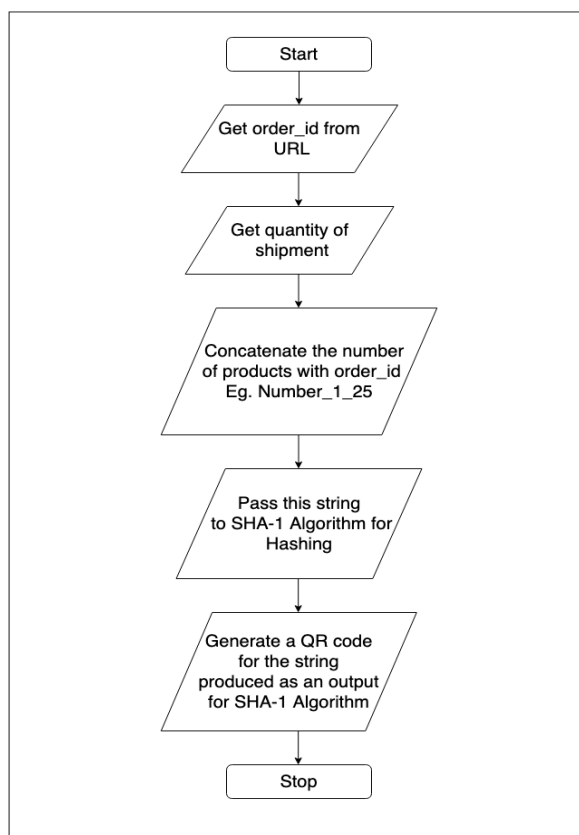 Start
Get order_id from
URL
Get quantity of
shipment
Concatenate the number
of products with order_id
Eg. Number_1_25
Pass this string
to SHA-1 Algorithm for
Hashing
Generate a QR code
for the string
produced as an output
for SHA-1 Algorithm
Stop